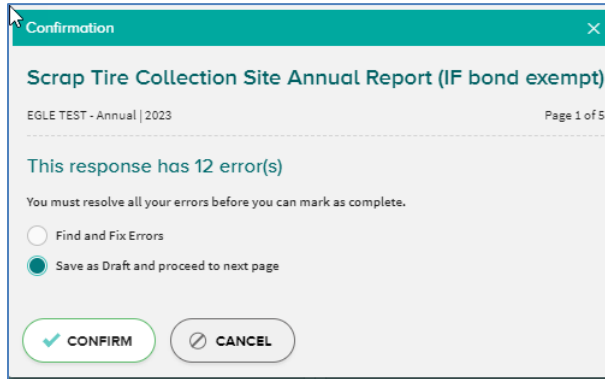 Confirmation
Scrap Tire Collection Site Annual Report (IF bond exempt)
EGLE TEST - Annual | 2023 Page 1 of 5
This response has 12 error(s)
You must resolve all your errors before you can mark as complete.
Find and Fix Errors
Save as Draft and proceed to next page
CONFIRM CANCEL